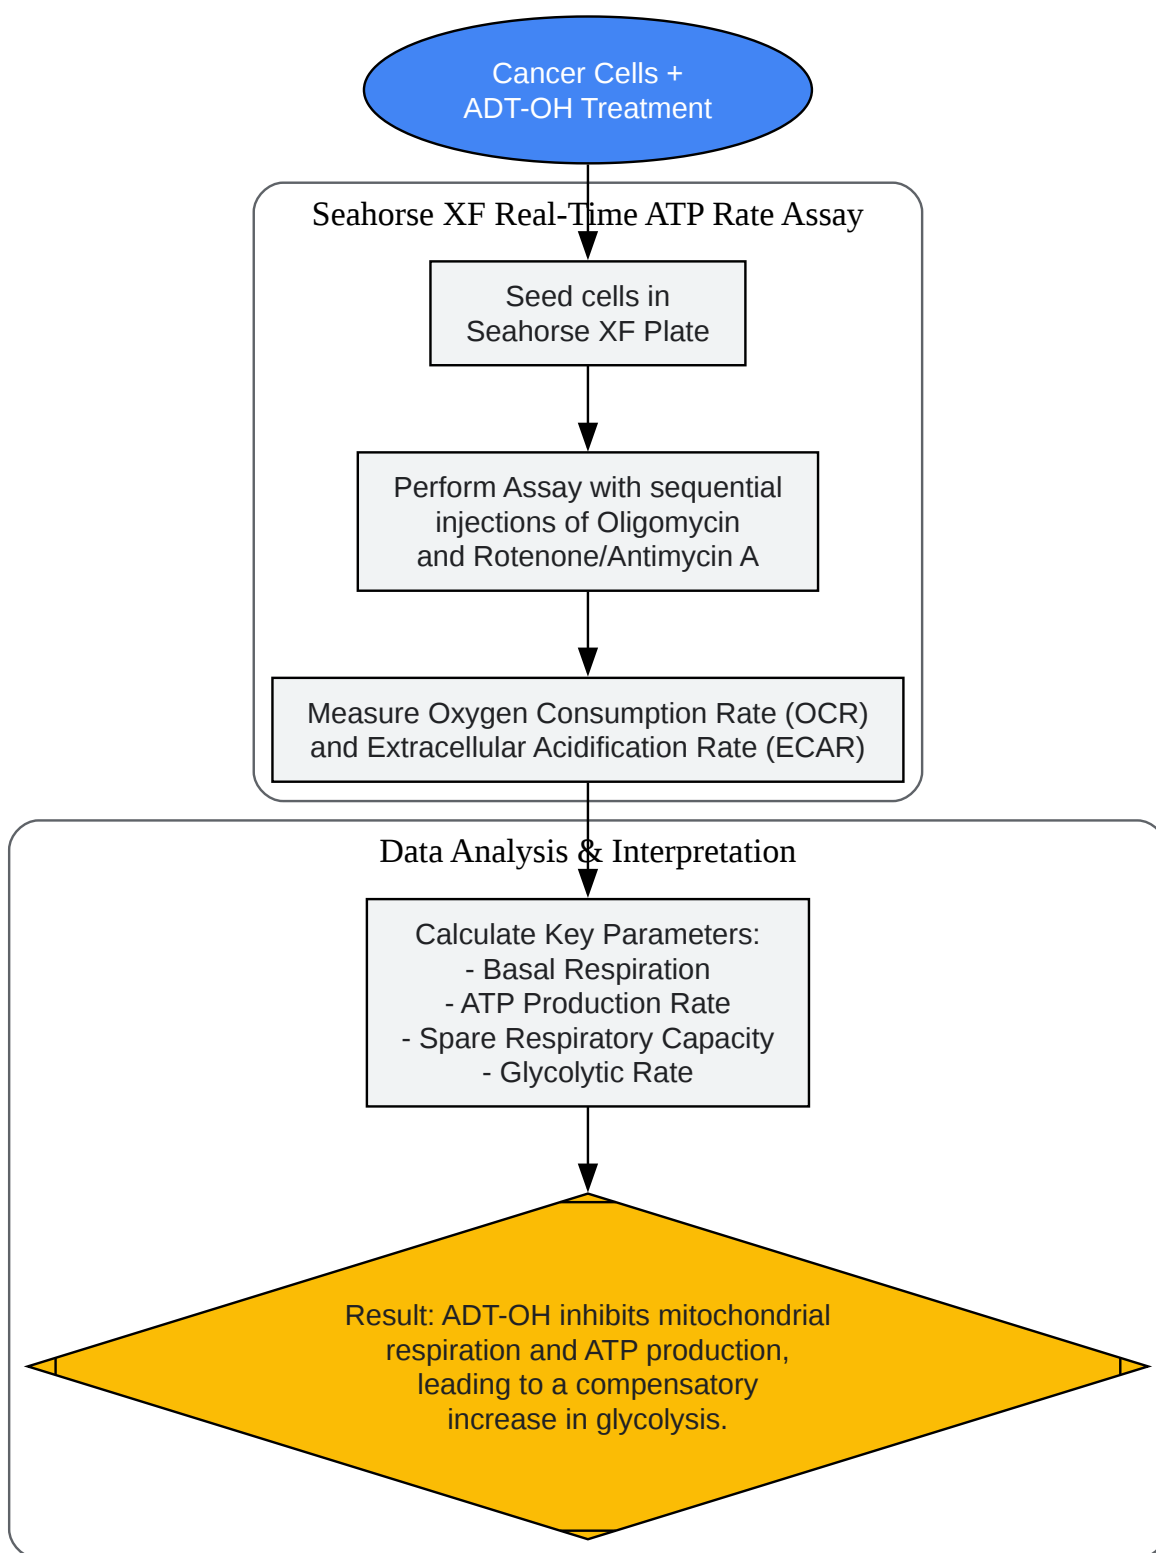 Cancer Cells +
ADT-OH Treatment
Seahorse XF Real-Time ATP Rate Assay
Seed cells in
Seahorse XF Plate
Perform Assay with sequential
injections of Oligomycin
and Rotenone/Antimycin A
Measure Oxygen Consumption Rate (OCR)
and Extracellular Acidification Rate (ECAR)
Data Analysis & Interpretation
Calculate Key Parameters:
- Basal Respiration
- ATP Production Rate
- Spare Respiratory Capacity
- Glycolytic Rate
Result: ADT-OH inhibits mitochondrial
respiration and ATP production,
leading to a compensatory
increase in glycolysis.